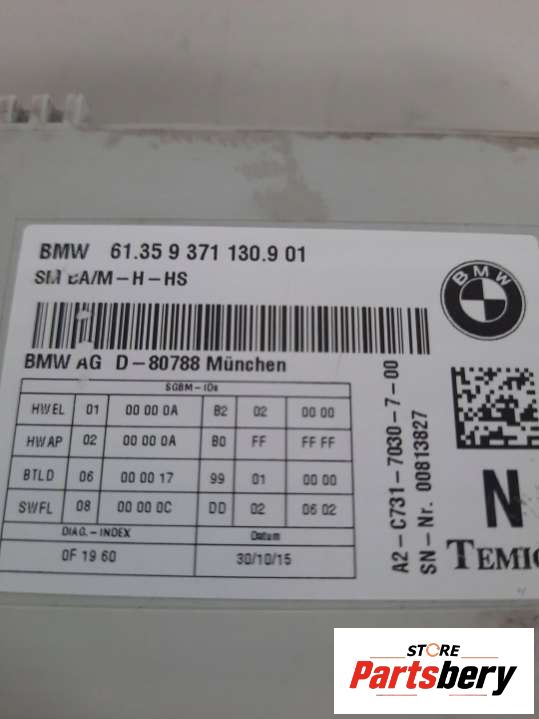 BMW 61.35 9 371 130.9 01
A/M-H-HS
BMW
BMW AG D-80788 München
SGBM-IDs
HWEL 01 00 00 0A B2 02 00 00
HWAP 02 00 00 0A B0 FF FF FF
BTLD 06 00 00 17 99 01 00 00
SWFL 08 00 00 0C DD 02 06 02
DIAG.-INDEX Datum
0F 19 60 30/10/15
A2-C731-7030-7-00
SN-Nr. 00813827
N
TEMIC
STORE
Partsbery